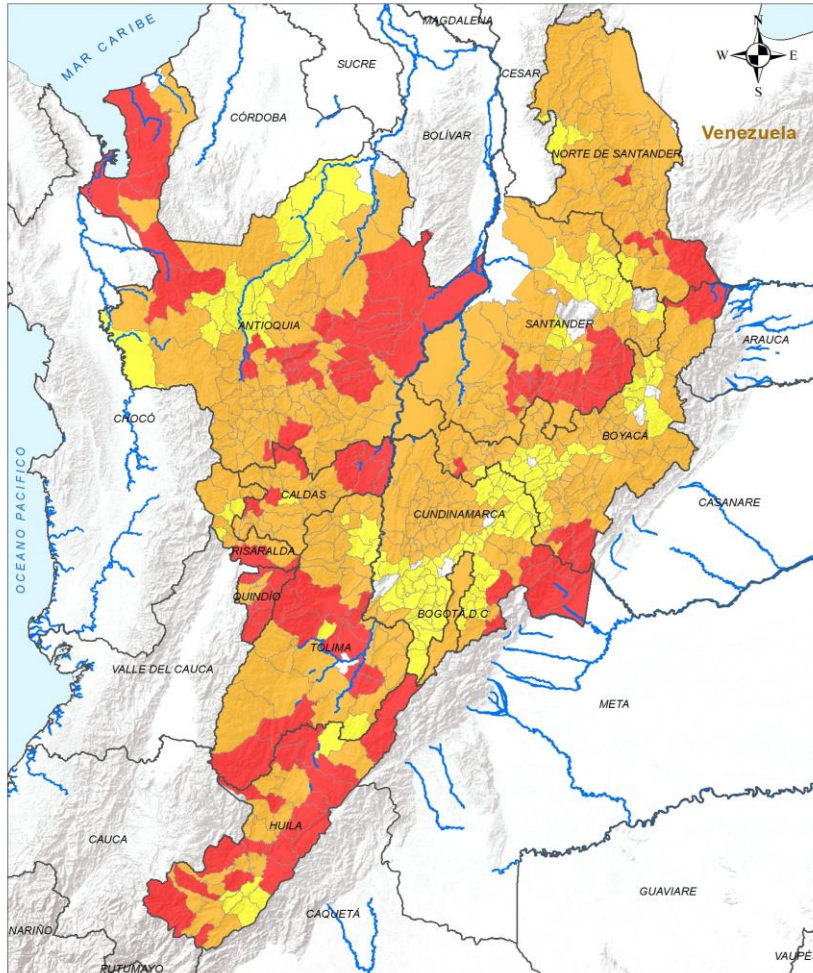 MAGDALENA
MAR CARIBE
SUCRE
CESAR
N
W
E
S
CÓRDOBA
BOLÍVAR
Venezuela
NORTE DE SANTANDER
ANTIOQUIA
SANTANDER
ARAUCA
CHOCÓ
BOYACÁ
OCEANO PACIFICO
CALDAS
CUNDINAMARCA
CASANARE
RISARALDA
QUINDÍO
BOGOTÁ,D.C
TOLIMA
VALLE DEL CAUCA
META
HUILA
CAUCA
GUAVIARE
CAQUETÁ
NARIÑO
PUTUMAYO
VAUPÉS